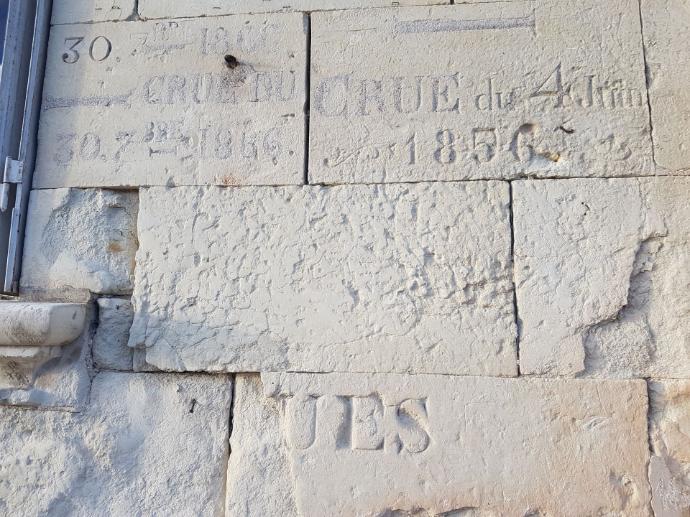 30. 7BRE 1866
CRUE DU
30. 7BRE 1866.
CRUE du 4 Juin
1856
UES